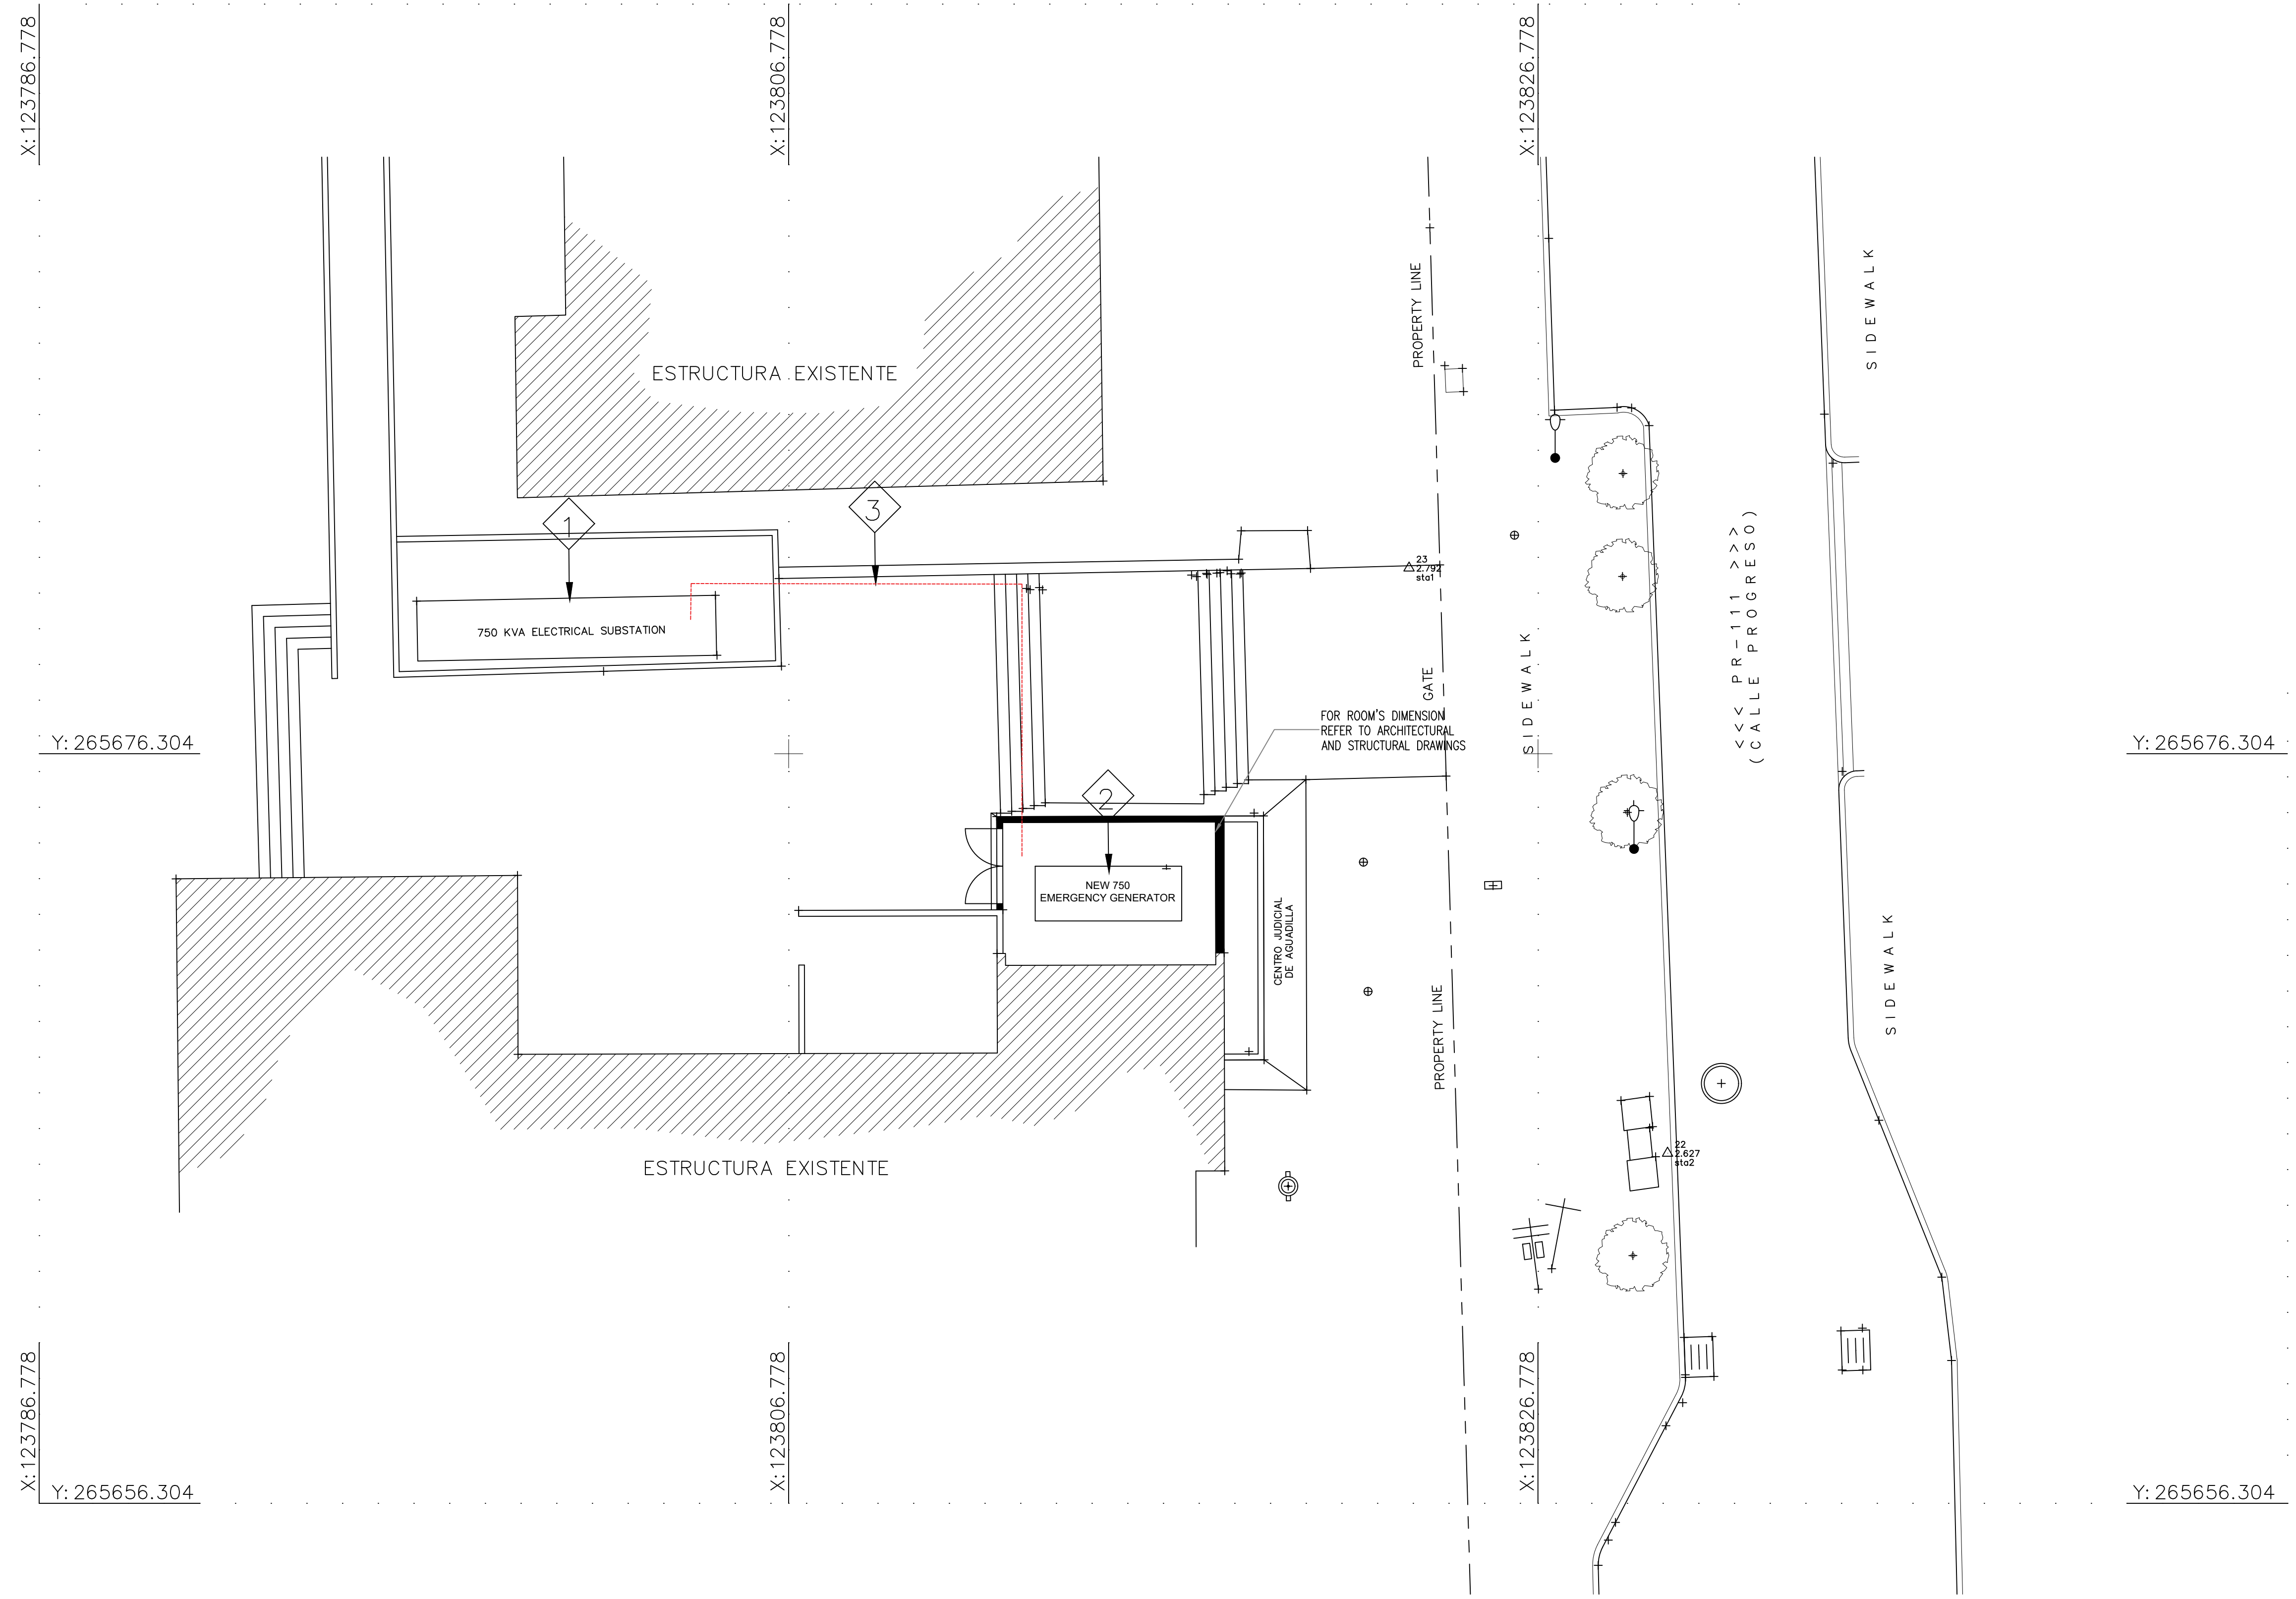 X:123786.778
X:123806.778
X:123826.778
ESTRUCTURA EXISTENTE
PROPERTY LINE
SIDEWALK
1
3
750 KVA ELECTRICAL SUBSTATION
23
2.792
sta1
<<< PR-111 >>>
(CALLE PROGRESO)
SIDEWALK
GATE
FOR ROOM'S DIMENSION
REFER TO ARCHITECTURAL
AND STRUCTURAL DRAWINGS
Y: 265676.304
Y: 265676.304
2
NEW 750
EMERGENCY GENERATOR
CENTRO JUDICIAL
DE AGUADILLA
PROPERTY LINE
SIDEWALK
ESTRUCTURA EXISTENTE
22
2.627
sta2
X:123786.778
X:123806.778
X:123826.778
Y: 265656.304
Y: 265656.304